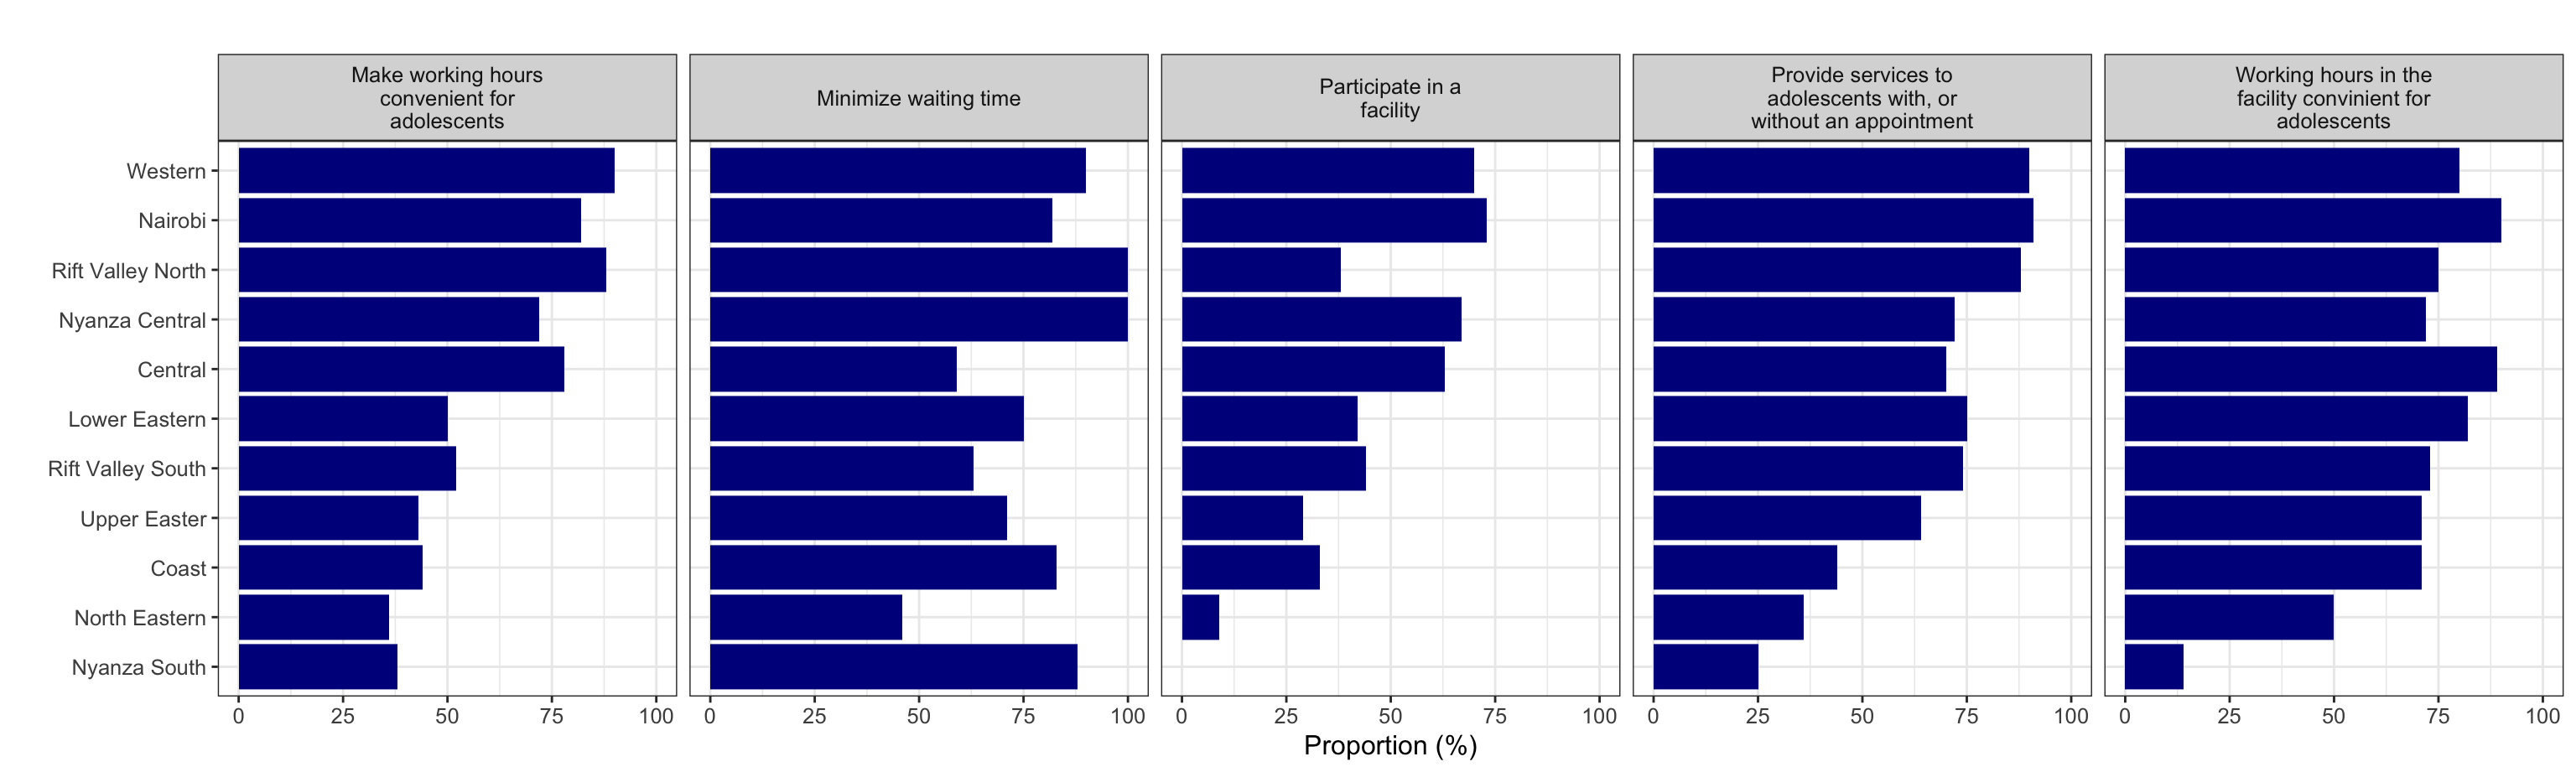 Make working hours
convenient for
adolescents
Minimize waiting time
Participate in a
facility
Provide services to
adolescents with, or
without an appointment
Working hours in the
facility convinient for
adolescents
Western
Nairobi
Rift Valley North
Nyanza Central
Central
Lower Eastern
Rift Valley South
Upper Easter
Coast
North Eastern
Nyanza South
0 25 50 75 100
0 25 50 75 100
0 25 50 75 100
0 25 50 75 100
0 25 50 75 100
Proportion (%)